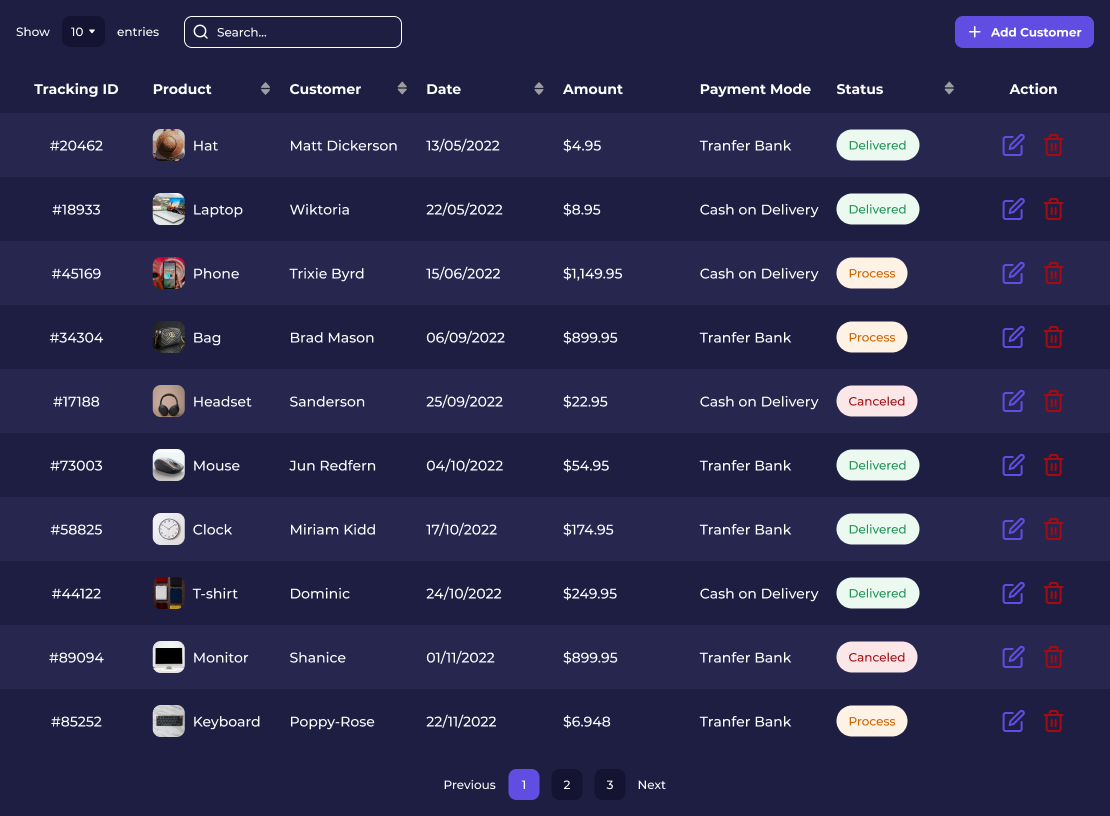 Show 10 entries Search... Add Customer
Tracking ID Product Customer Date Amount Payment Mode Status Action
#20462 Hat Matt Dickerson 13/05/2022 $4.95 Tranfer Bank Delivered
#18933 Laptop Wiktoria 22/05/2022 $8.95 Cash on Delivery Delivered
#45169 Phone Trixie Byrd 15/06/2022 $1,149.95 Cash on Delivery Process
#34304 Bag Brad Mason 06/09/2022 $899.95 Tranfer Bank Process
#17188 Headset Sanderson 25/09/2022 $22.95 Cash on Delivery Canceled
#73003 Mouse Jun Redfern 04/10/2022 $54.95 Tranfer Bank Delivered
#58825 Clock Miriam Kidd 17/10/2022 $174.95 Tranfer Bank Delivered
#44122 T-shirt Dominic 24/10/2022 $249.95 Cash on Delivery Delivered
#89094 Monitor Shanice 01/11/2022 $899.95 Tranfer Bank Canceled
#85252 Keyboard Poppy-Rose 22/11/2022 $6.948 Tranfer Bank Process
Previous 1 2 3 Next